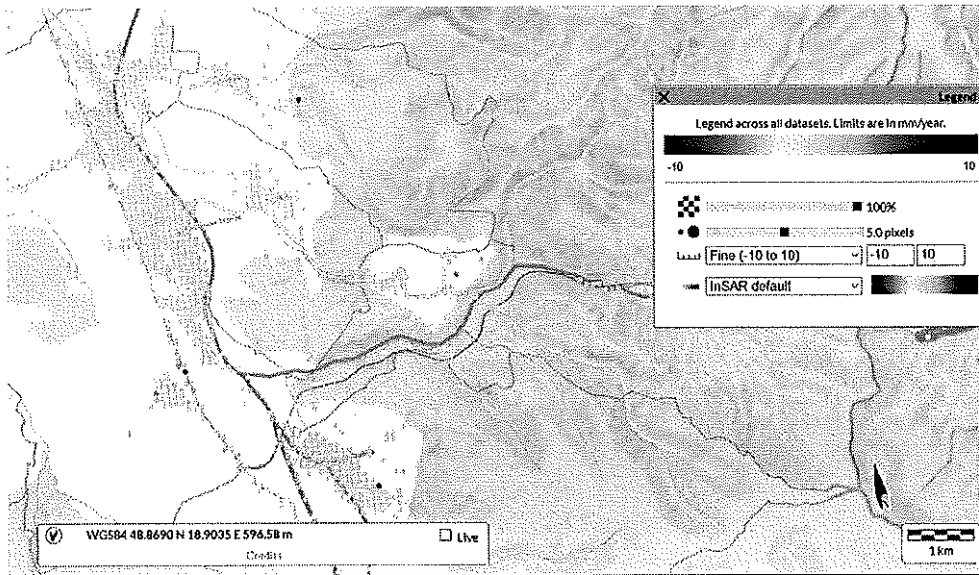 Legend
Legend across all datasets. Limits are in mm/year.
-10 10
100%
5.0 pixels
Fine (-10 to 10) -10 10
InSAR default
WGS84 48.8690 N 18.9035 E 596.58 m Live
Credits
1 km